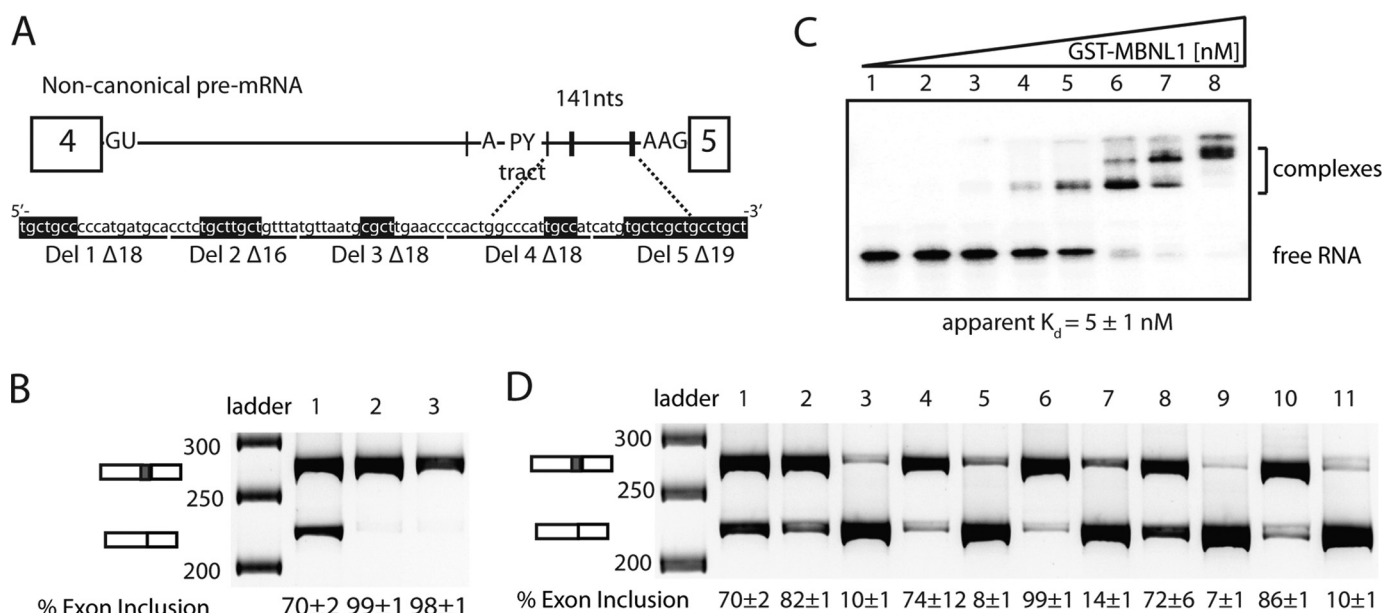 A
Non-canonical pre-mRNA
141nts
4 GU A PY AAG 5
tract
5'- -3'
tgctgcccccatgatgcacctctgcttgctgtttatgttaatgcgcttgaaccccactggcccattgccatcatgtgctcgctgcctgct
Del 1 Δ18 Del 2 Δ16 Del 3 Δ18 Del 4 Δ18 Del 5 Δ19
C
GST-MBNL1 [nM]
1 2 3 4 5 6 7 8
complexes
free RNA
apparent Kd = 5 ± 1 nM
B
ladder 1 2 3
300
250
200
% Exon Inclusion 70±2 99±1 98±1
D
ladder 1 2 3 4 5 6 7 8 9 10 11
300
250
200
% Exon Inclusion 70±2 82±1 10±1 74±12 8±1 99±1 14±1 72±6 7±1 86±1 10±1